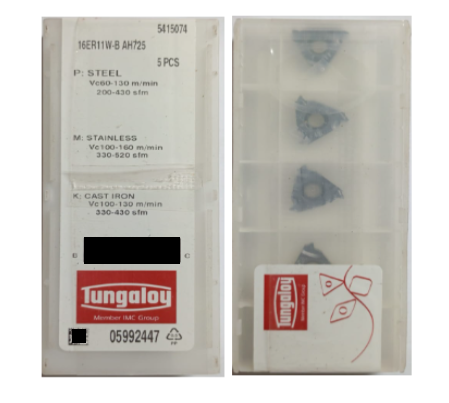 5415074
16ER11W-B AH725
5 PCS
P: STEEL
Vc60-130 m/min
200-430 sfm
M: STAINLESS
Vc100-160 m/min
330-520 sfm
K: CAST IRON
Vc100-130 m/min
330-430 sfm
C
Tungaloy
Member IMC Group
05992447
PP
Tungaloy